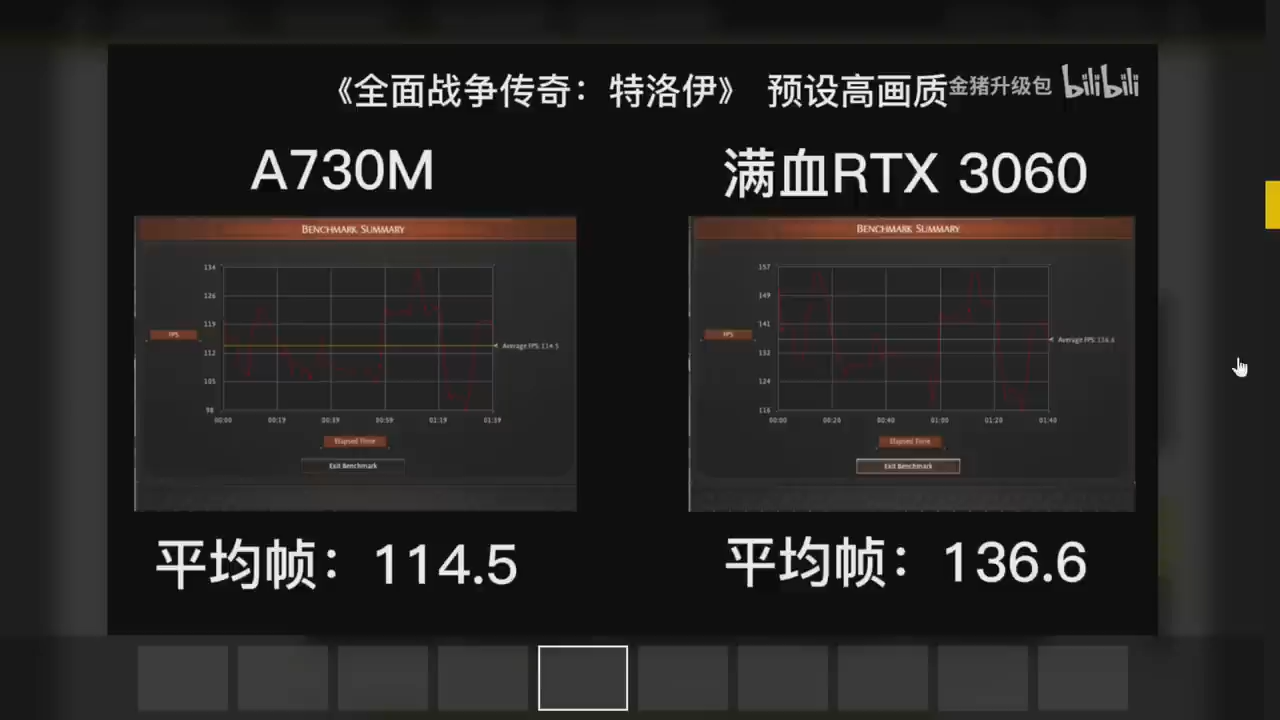 《全面战争传奇：特洛伊》 预设高画质
金猪升级包 bilibili
A730M
满血RTX 3060
BENCHMARK SUMMARY
134
126
119
112
105
98
FPS
Average FPS: 114.5
00:00 00:19 00:39 00:59 01:19 01:39
Elapsed Time
Exit Benchmark
BENCHMARK SUMMARY
157
149
141
132
124
116
FPS
Average FPS: 136.6
00:00 00:20 00:40 01:00 01:20 01:40
Elapsed Time
Exit Benchmark
平均帧：114.5
平均帧：136.6